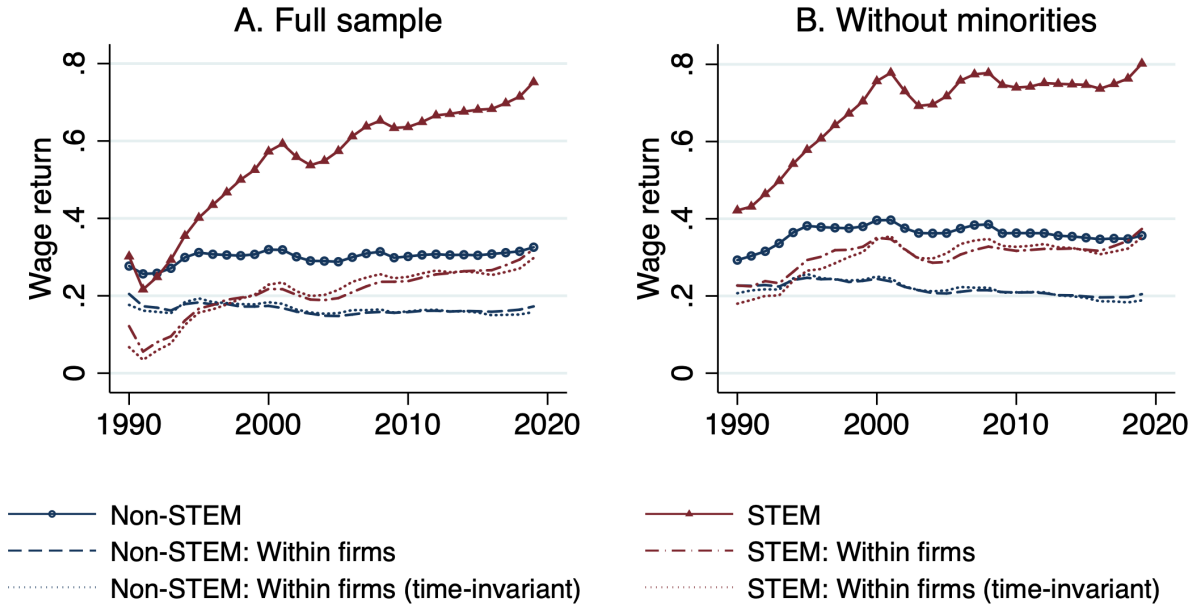 A. Full sample
B. Without minorities
Wage return
.8
.6
.4
.2
0
1990 2000 2010 2020
Wage return
.8
.6
.4
.2
0
1990 2000 2010 2020
Non-STEM
STEM
Non-STEM: Within firms
STEM: Within firms
Non-STEM: Within firms (time-invariant)
STEM: Within firms (time-invariant)